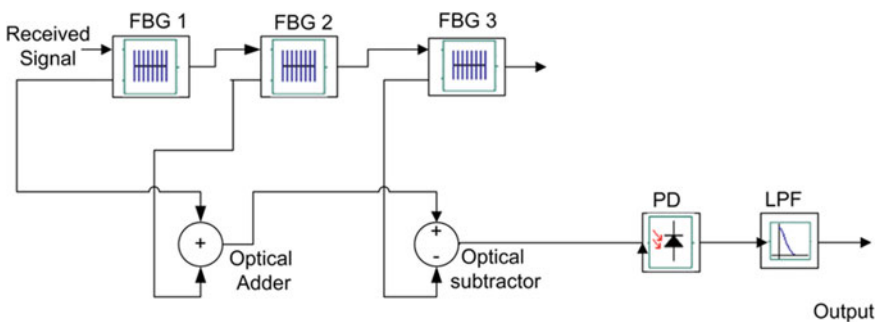 FBG 1
FBG 2
FBG 3
Received
Signal
+
Optical
Adder
+
-
Optical
subtractor
PD
LPF
Output